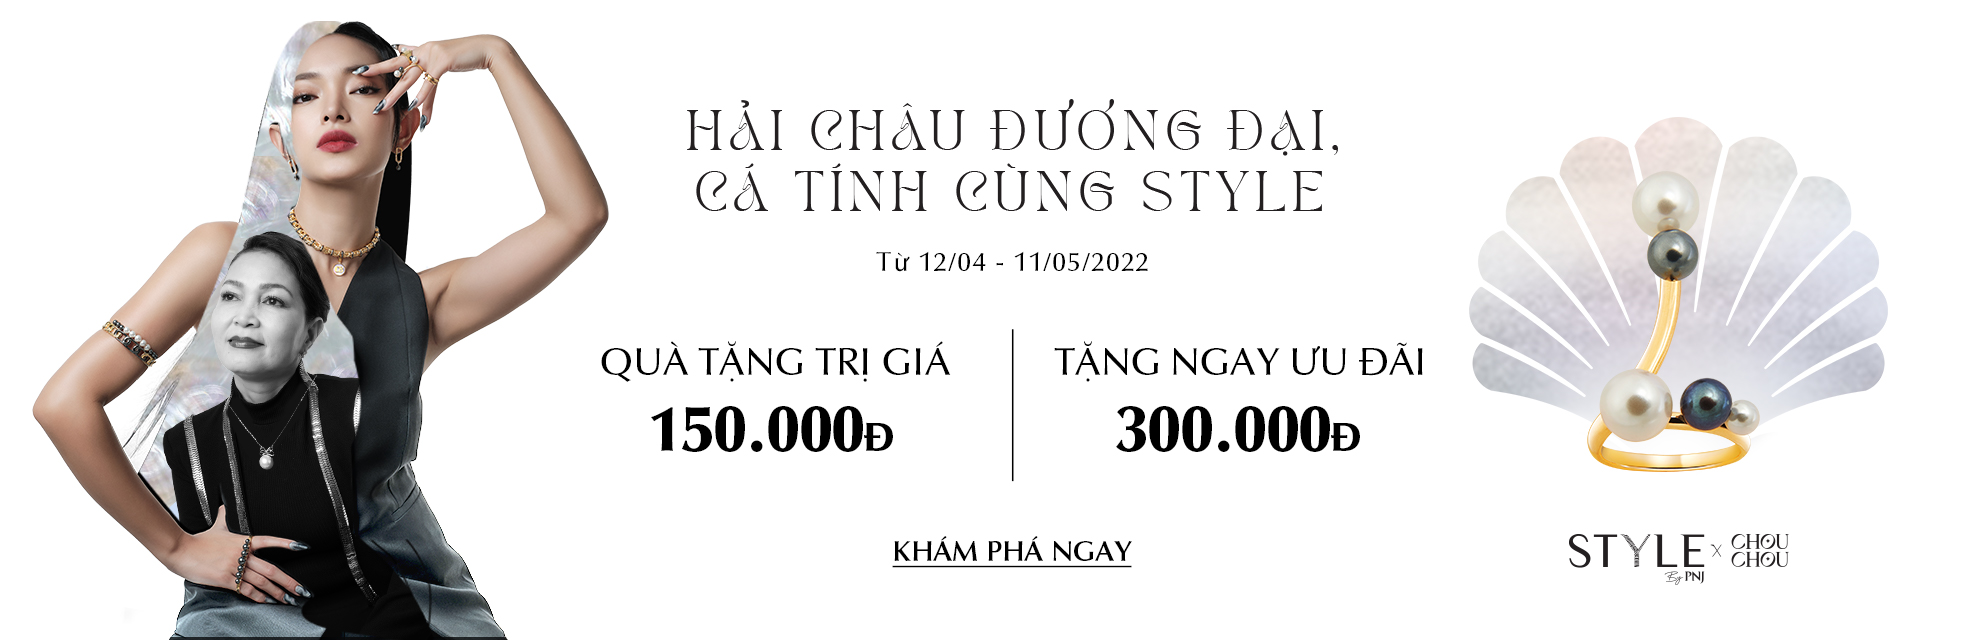 HẢI CHÂU ĐƯƠNG ĐẠI,
CÁ TÍNH CÙNG STYLE
Từ 12/04 - 11/05/2022
QUÀ TẶNG TRỊ GIÁ
150.000Đ
TẶNG NGAY ƯU ĐÃI
300.000Đ
KHÁM PHÁ NGAY
STYLE x CHOU CHOU
By PNJ